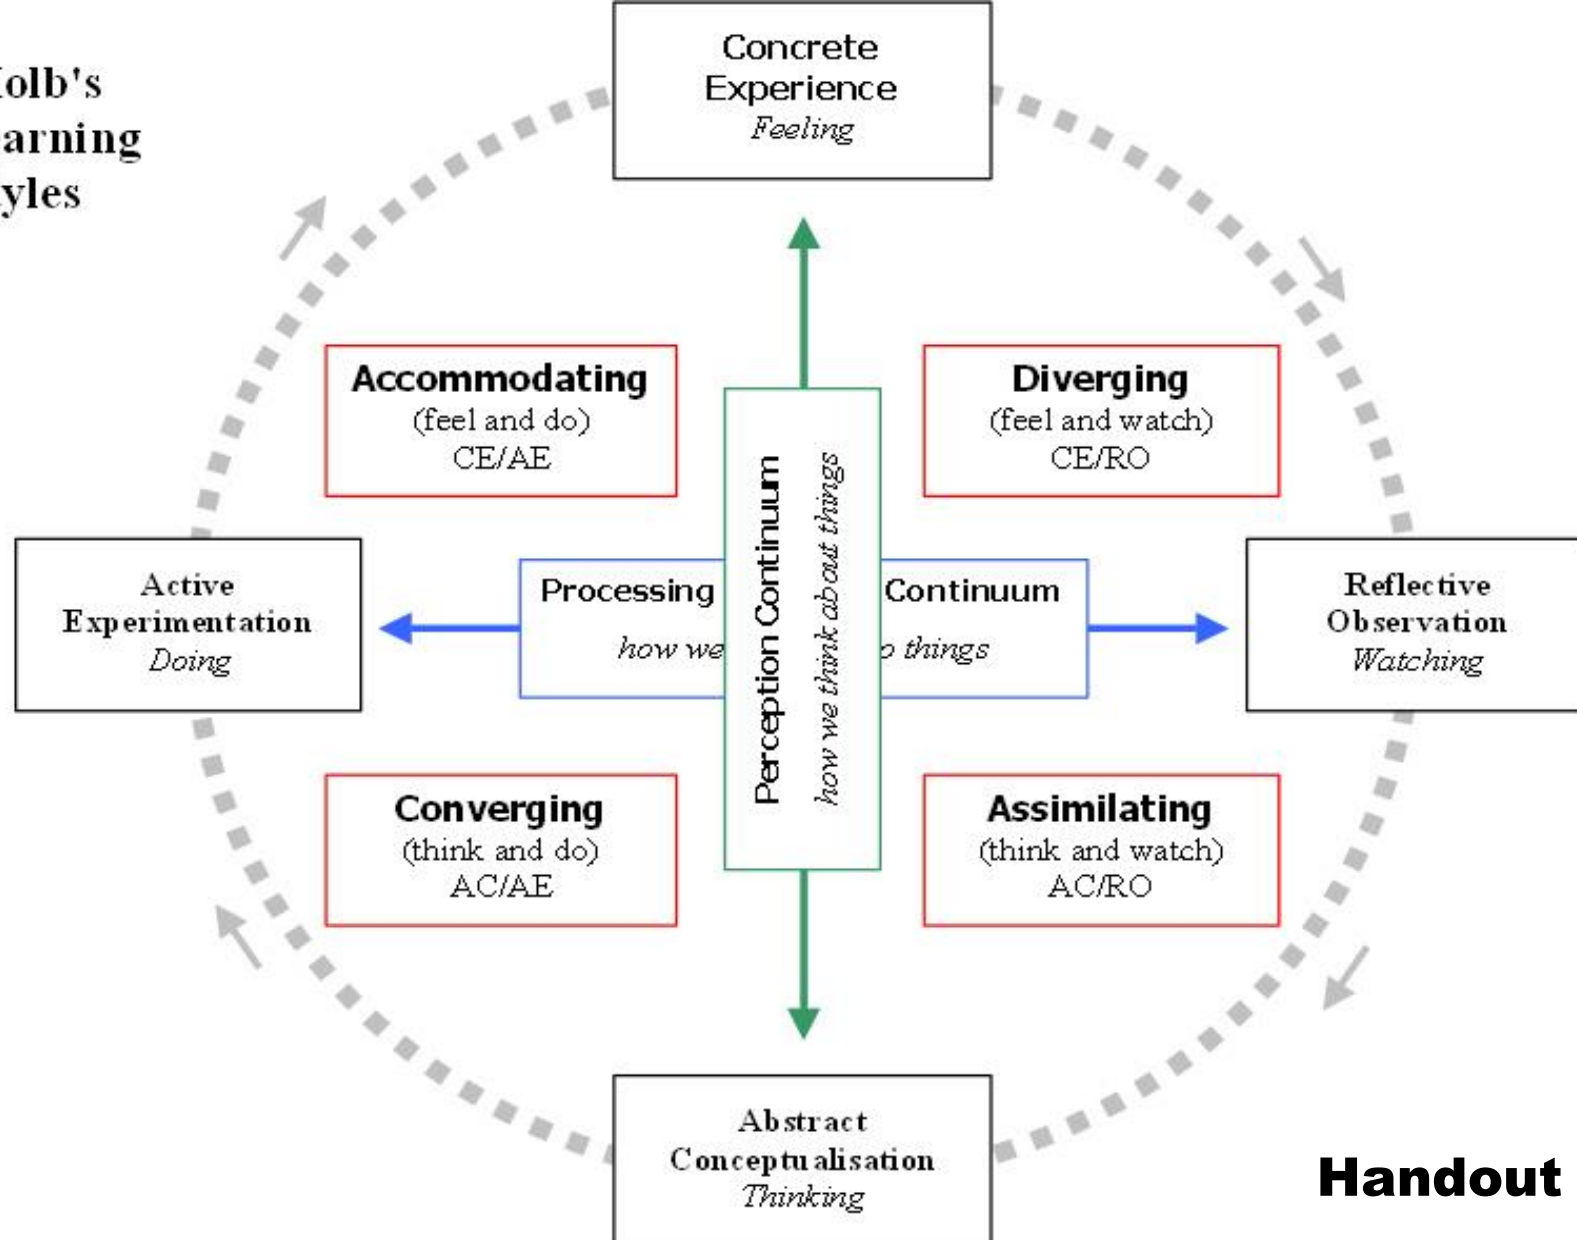 olb's
arning
yles
Concrete
Experience
Feeling
Accommodating
(feel and do)
CE/AE
Diverging
(feel and watch)
CE/RO
Active
Experimentation
Doing
Processing Continuum
how we o things
Perception Continuum
how we think about things
Reflective
Observation
Watching
Converging
(think and do)
AC/AE
Assimilating
(think and watch)
AC/RO
Abstract
Conceptualisation
Thinking
Handout